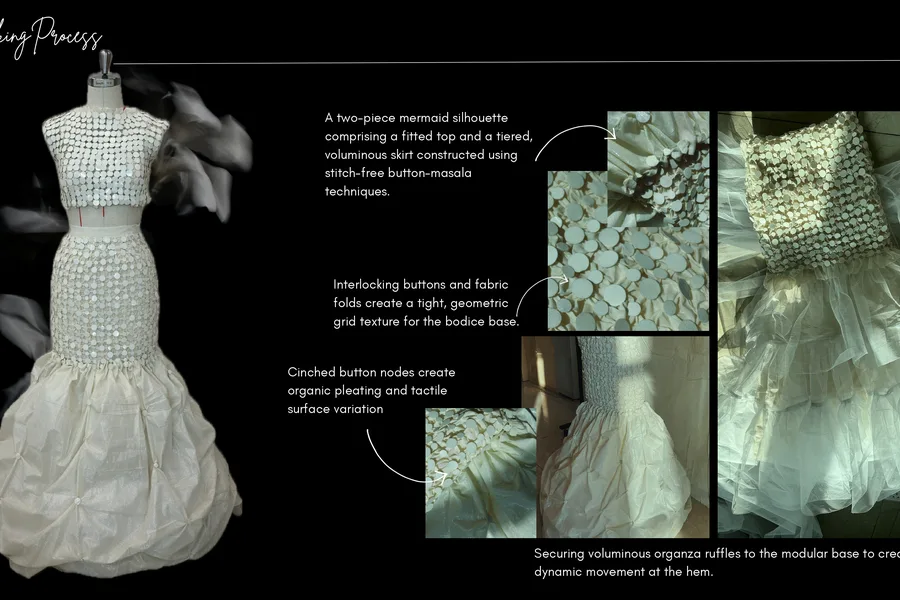 Process
A two-piece mermaid silhouette
comprising a fitted top and a tiered,
voluminous skirt constructed using
stitch-free button-masala
techniques.
Interlocking buttons and fabric
folds create a tight, geometric
grid texture for the bodice base.
Cinched button nodes create
organic pleating and tactile
surface variation
Securing voluminous organza ruffles to the modular base to
dynamic movement at the hem.